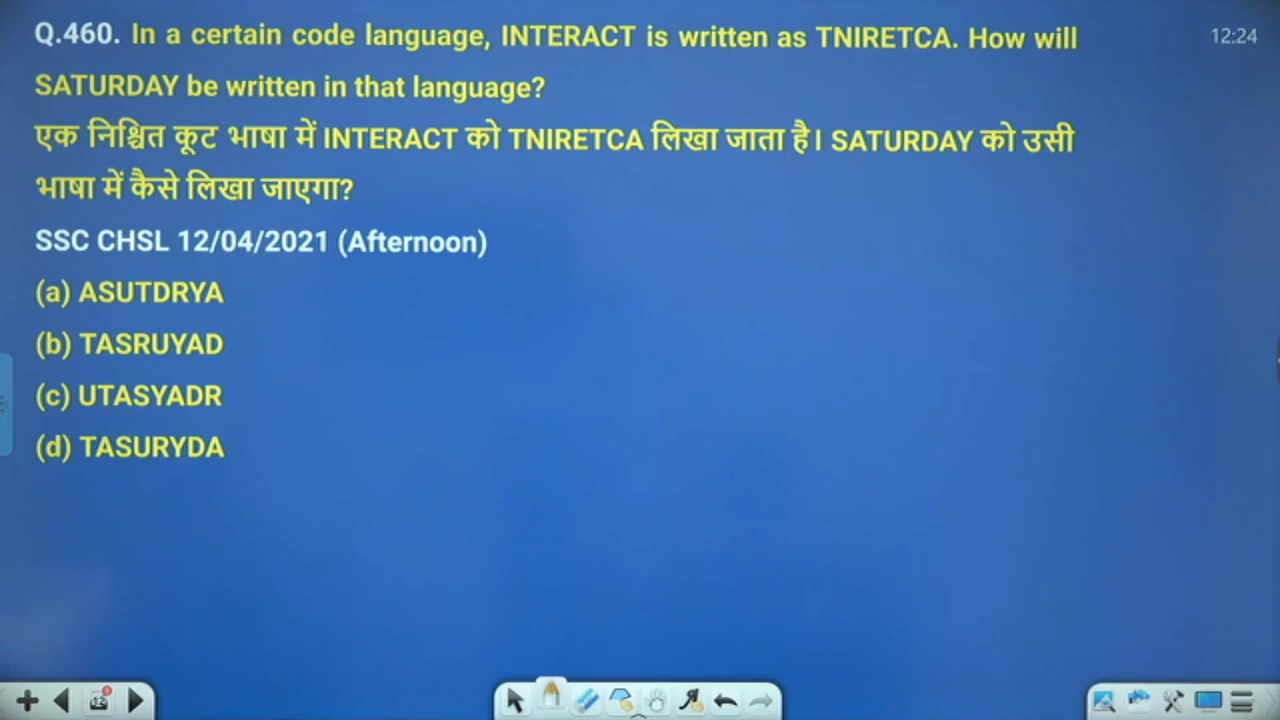 Q.460. In a certain code language, INTERACT is written as TNIRETCA. How will
12:24
SATURDAY be written in that language?
एक निश्चित कूट भाषा में INTERACT को TNIRETCA लिखा जाता है। SATURDAY को उसी
भाषा में कैसे लिखा जाएगा?
SSC CHSL 12/04/2021 (Afternoon)
(a) ASUTDRYA
(b) TASRUYAD
(c) UTASYADR
(d) TASURYDA
12